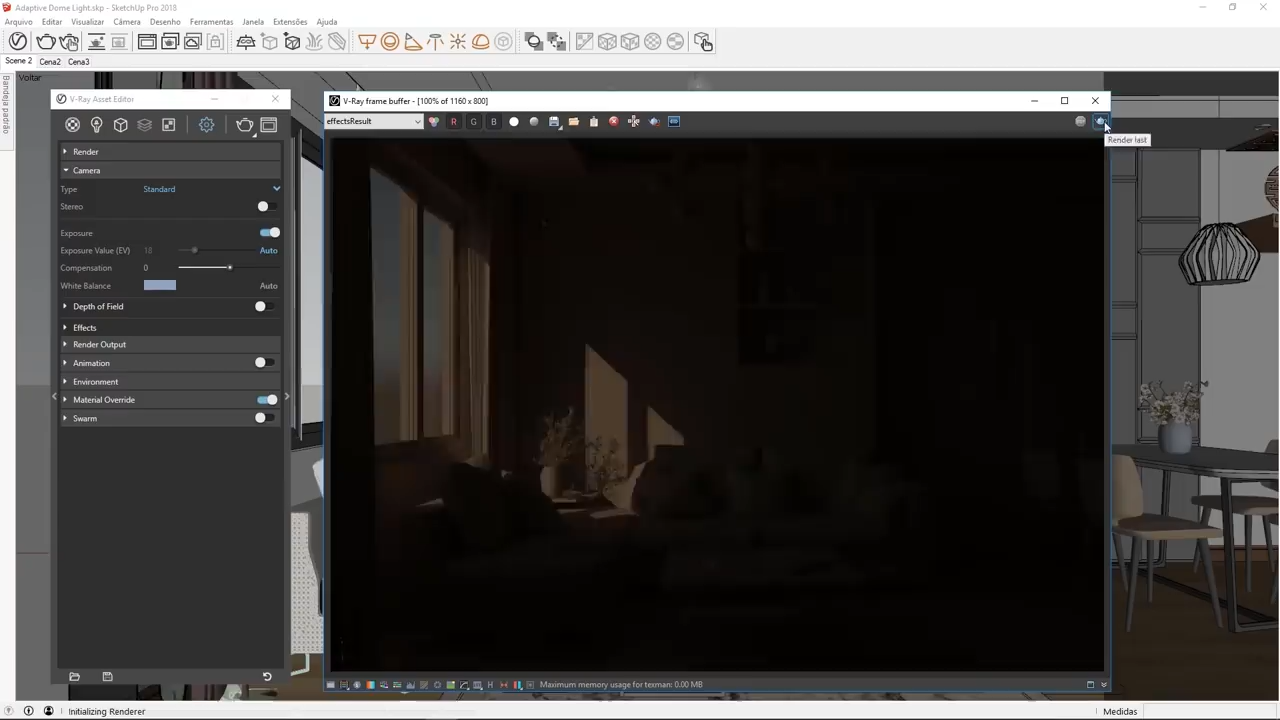 Adaptive Dome Light.skp - SketchUp Pro 2018
Arquivo Editar Visualizar Câmera Desenho Ferramentas Janela Extensões Ajuda
Scene 2 Cena2 Cena3
Voltar
Bandeja padrão
V-Ray Asset Editor
Render
Camera
Type Standard
Stereo
Exposure
Exposure Value (EV) 18 Auto
Compensation 0
White Balance Auto
Depth of Field
Effects
Render Output
Animation
Environment
Material Override
Swarm
V-Ray frame buffer - [100% of 1160 x 800]
effectsResult R G B
Render last
H
Maximum memory usage for texman: 0.00 MB
Initializing Renderer
Medidas